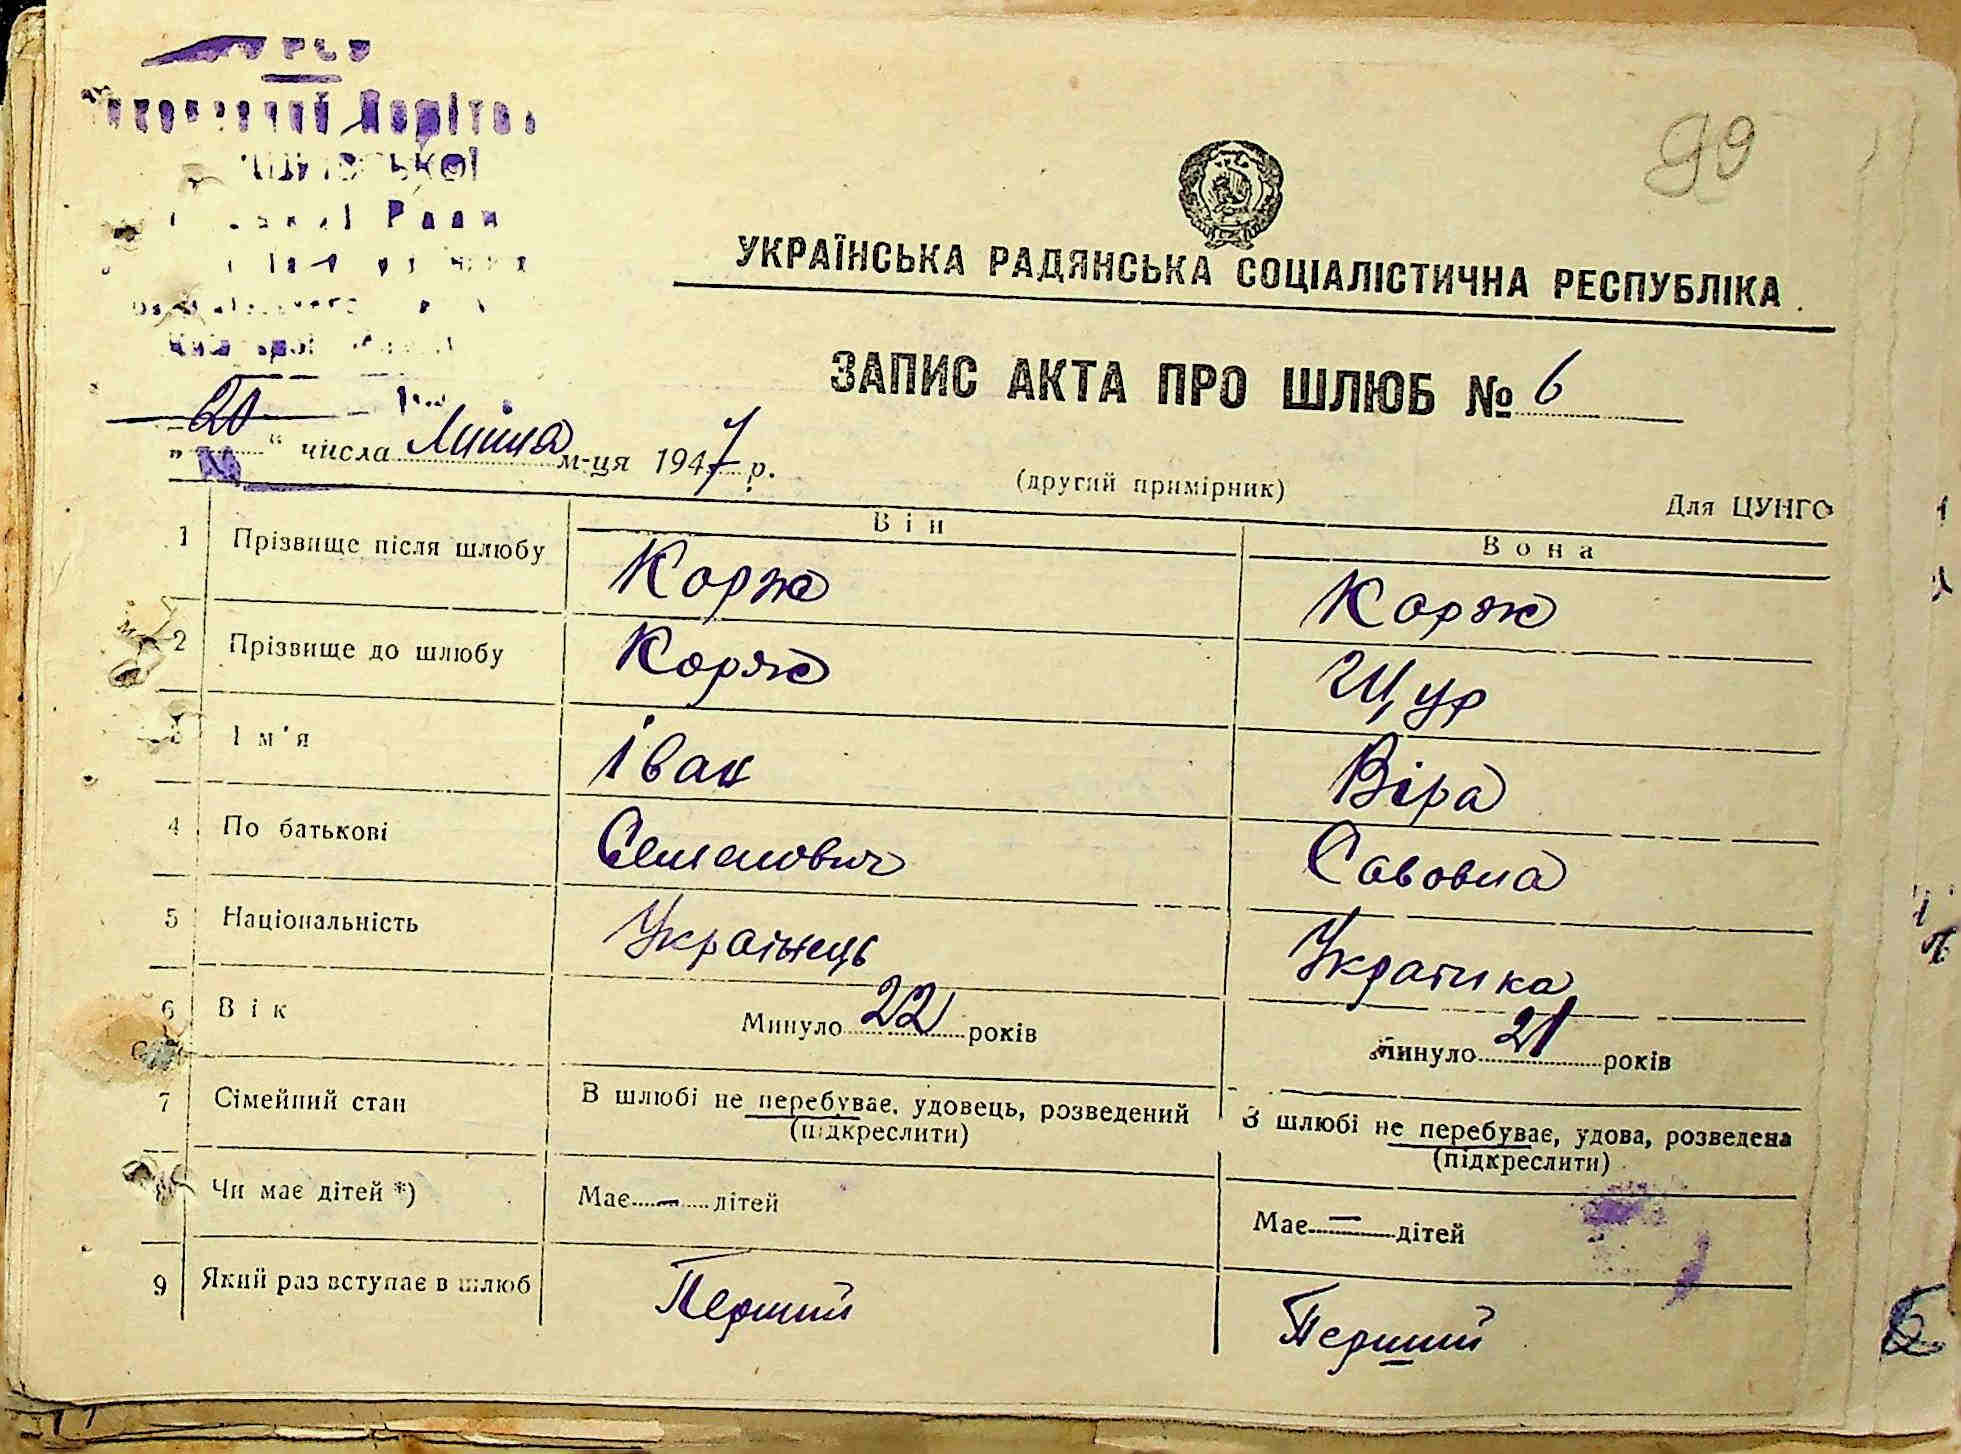 99
УКРАЇНСЬКА РАДЯНСЬКА СОЦІАЛІСТИЧНА РЕСПУБЛІКА
ЗАПИС АКТА ПРО ШЛЮБ № 6
„ 20 “ числа Липня м-ця 1947 р.
(другий примірник)
Для ЦУНГО
Він Вона
1 Прізвище після шлюбу Корж Корж
2 Прізвище до шлюбу Корж Щур
3 Ім'я Іван Віра
4 По батькові Семенович Савовна
5 Національність Українець Українка
6 Вік Минуло 22 років Минуло 21 років
7 Сімейний стан В шлюбі не перебуває, удовець, розведений В шлюбі не перебуває, удова, розведена
(підкреслити) (підкреслити)
Чи має дітей *) Має — дітей Має — дітей
9 Який раз вступає в шлюб Перший Перший